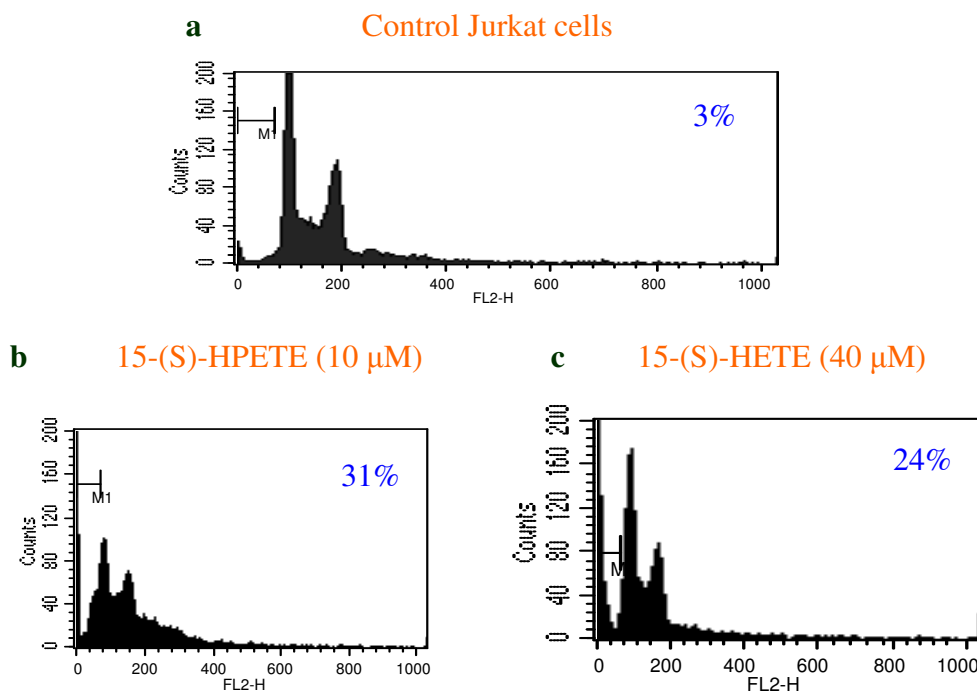 a Control Jurkat cells
200
160
120
80
40
0
Counts
M1
3%
0 200 400 600 800 1000
FL2-H
b 15-(S)-HPETE (10 μM)
200
160
120
80
40
0
Counts
M1
31%
0 200 400 600 800 1000
FL2-H
c 15-(S)-HETE (40 μM)
200
160
120
80
40
0
Counts
M
24%
0 200 400 600 800 1000
FL2-H